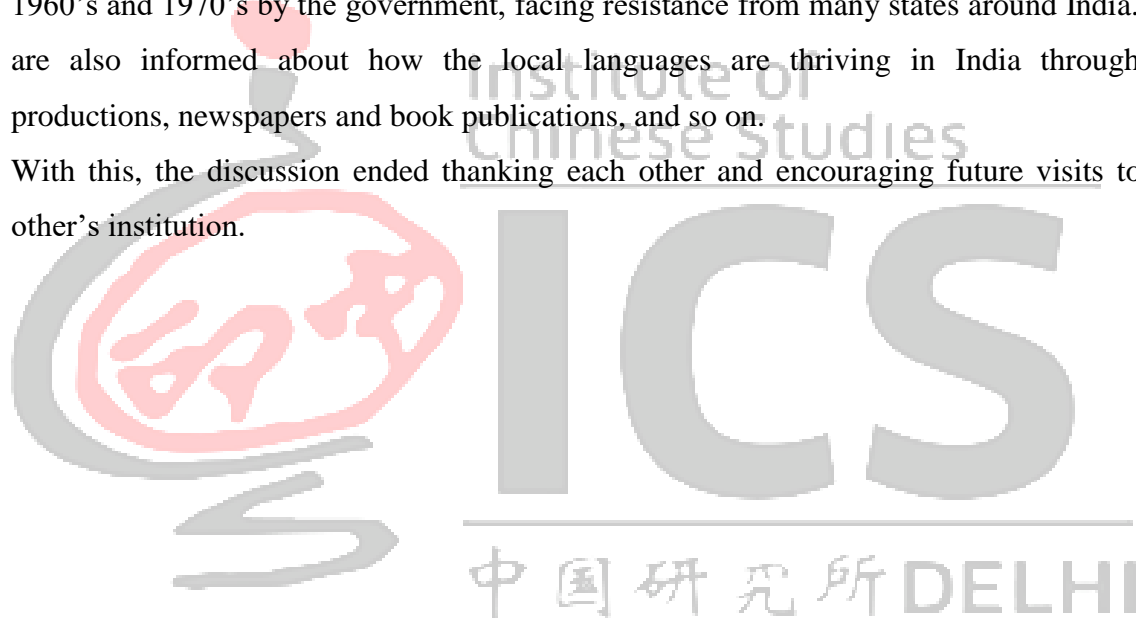 1960’s and 1970’s by the government, facing resistance from many states around India.
are also informed about how the local languages are thriving in India through
productions, newspapers and book publications, and so on.
Institute of
Chinese Studies
With this, the discussion ended thanking each other and encouraging future visits to
other’s institution.
ICS
中国研究所 DELHI